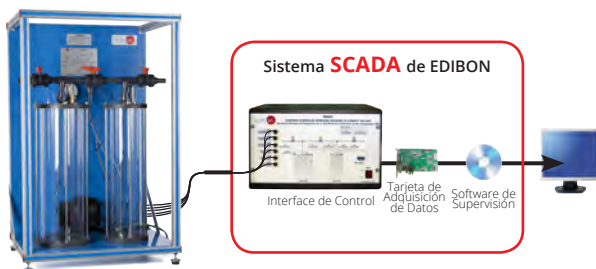 Sistema SCADA de EDIBON
Interface de Control
Tarjeta de
Adquisición
de Datos
Software de
Supervisión